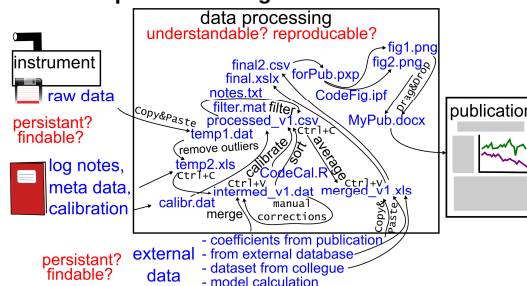 data processing
understandable? reproducable?
instrument
raw data
persistant?
findable?
log notes,
meta data,
calibration
final2.csv
final.xslx
notes.txt
forPub.pxp
fig1.png
fig2.png
CodeFig.ipf
Drag&Drop
MyPub.docx
publication
Copy&Paste
filter.mat
filter
processed_v1.csv
temp1.dat
remove outliers
Ctrl+C
temp2.xls
Ctrl+C
calibrate
sort
average
CodeCal.R
Ctrl+V
Ctrl+V
calibr.dat
intermed_v1.dat
merged_v1.xls
merge
manual
corrections
Copy&
Paste
persistant?
findable?
external
data
- coefficients from publication
- from external database
- dataset from collegue
- model calculation